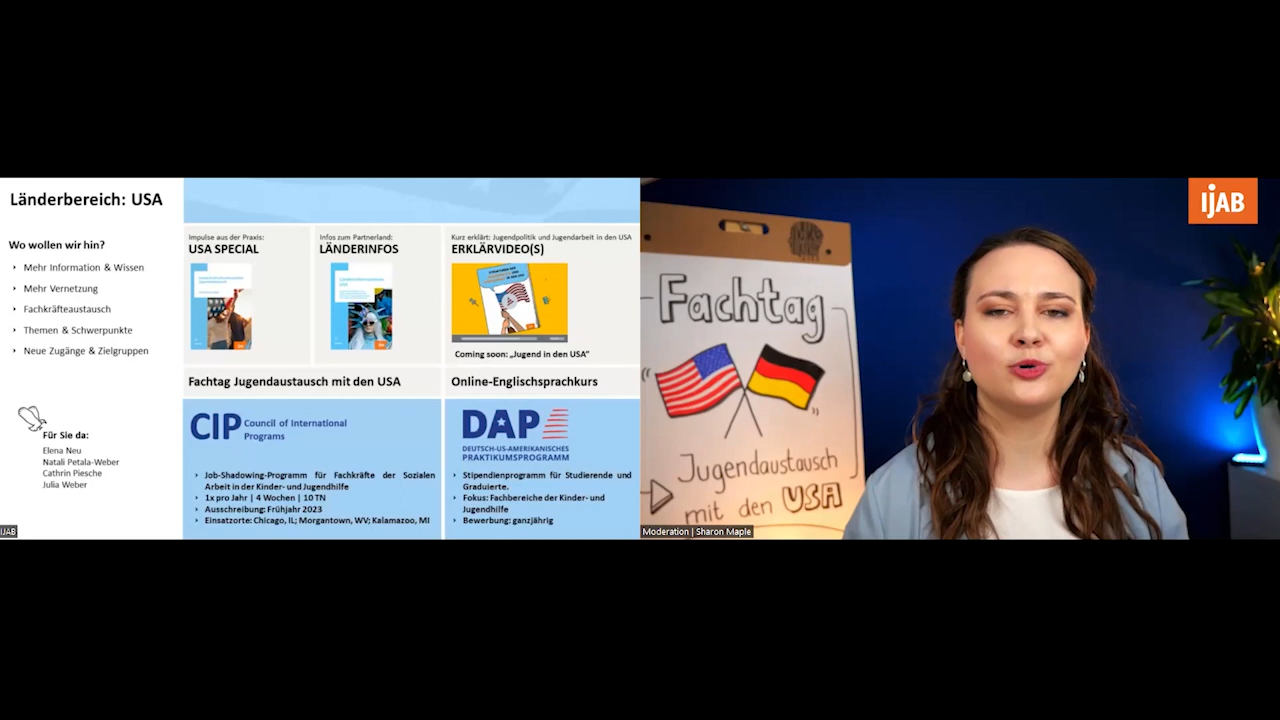 Länderbereich: USA
Wo wollen wir hin?
Mehr Information & Wissen
Mehr Vernetzung
Fachkräfteaustausch
Themen & Schwerpunkte
Neue Zugänge & Zielgruppen
Für Sie da:
Elena Neu
Natali Petala-Weber
Cathrin Piesche
Julia Weber
IJAB
Impulse aus der Praxis:
USA SPECIAL
Infos zum Partnerland:
LÄNDERINFOS
Kurz erklärt: Jugendpolitik und Jugendarbeit in den USA
ERKLÄRVIDEO(S)
Coming soon: „Jugend in den USA“
Fachtag Jugendaustausch mit den USA
Online-Englischsprachkurs
CIP Council of International
Programs
Job-Shadowing-Programm für Fachkräfte der Sozialen
Arbeit in der Kinder- und Jugendhilfe
1x pro Jahr | 4 Wochen | 10 TN
Ausschreibung: Frühjahr 2023
Einsatzorte: Chicago, IL; Morgantown, WV; Kalamazoo, MI
DAP
DEUTSCH-US-AMERIKANISCHES
PRAKTIKUMSPROGRAMM
Stipendienprogramm für Studierende und
Graduierte.
Fokus: Fachbereiche der Kinder- und
Jugendhilfe
Bewerbung: ganzjährig
Fachtag
Jugendaustausch
mit den USA
Moderation | Sharon Maple
IJAB